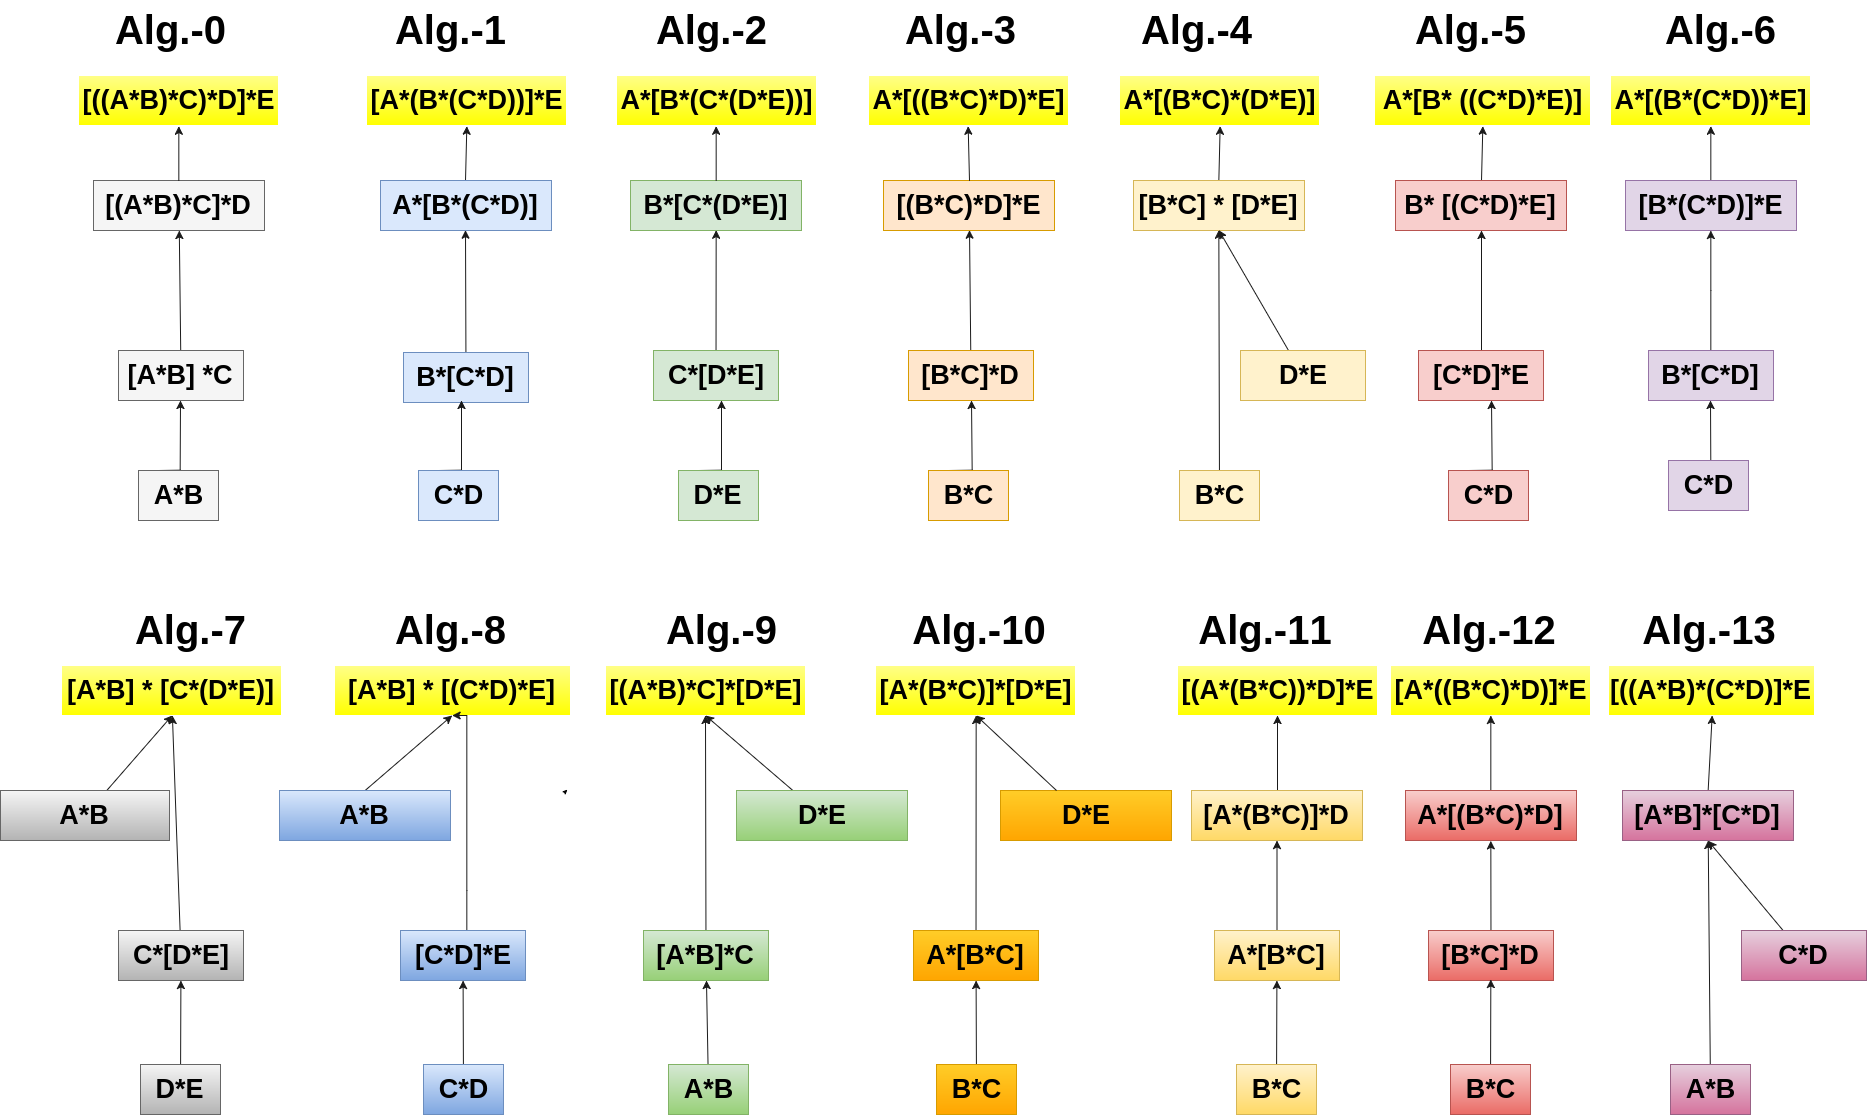 Alg.-0 Alg.-1 Alg.-2 Alg.-3 Alg.-4 Alg.-5 Alg.-6
[((A*B)*C)*D]*E [A*(B*(C*D))]*E A*[B*(C*(D*E))] A*[((B*C)*D)*E] A*[(B*C)*(D*E)] A*[B* ((C*D)*E)] A*[(B*(C*D))*E]
[(A*B)*C]*D A*[B*(C*D)] B*[C*(D*E)] [(B*C)*D]*E [B*C] * [D*E] B* [(C*D)*E] [B*(C*D)]*E
[A*B] *C B*[C*D] C*[D*E] [B*C]*D D*E [C*D]*E B*[C*D]
A*B C*D D*E B*C B*C C*D C*D
Alg.-7 Alg.-8 Alg.-9 Alg.-10 Alg.-11 Alg.-12 Alg.-13
[A*B] * [C*(D*E)] [A*B] * [(C*D)*E] [(A*B)*C]*[D*E] [A*(B*C)]*[D*E] [(A*(B*C))*D]*E [A*((B*C)*D)]*E [((A*B)*(C*D)]*E
A*B A*B D*E D*E [A*(B*C)]*D A*[(B*C)*D] [A*B]*[C*D]
C*[D*E] [C*D]*E [A*B]*C A*[B*C] A*[B*C] [B*C]*D C*D
D*E C*D A*B B*C B*C B*C A*B